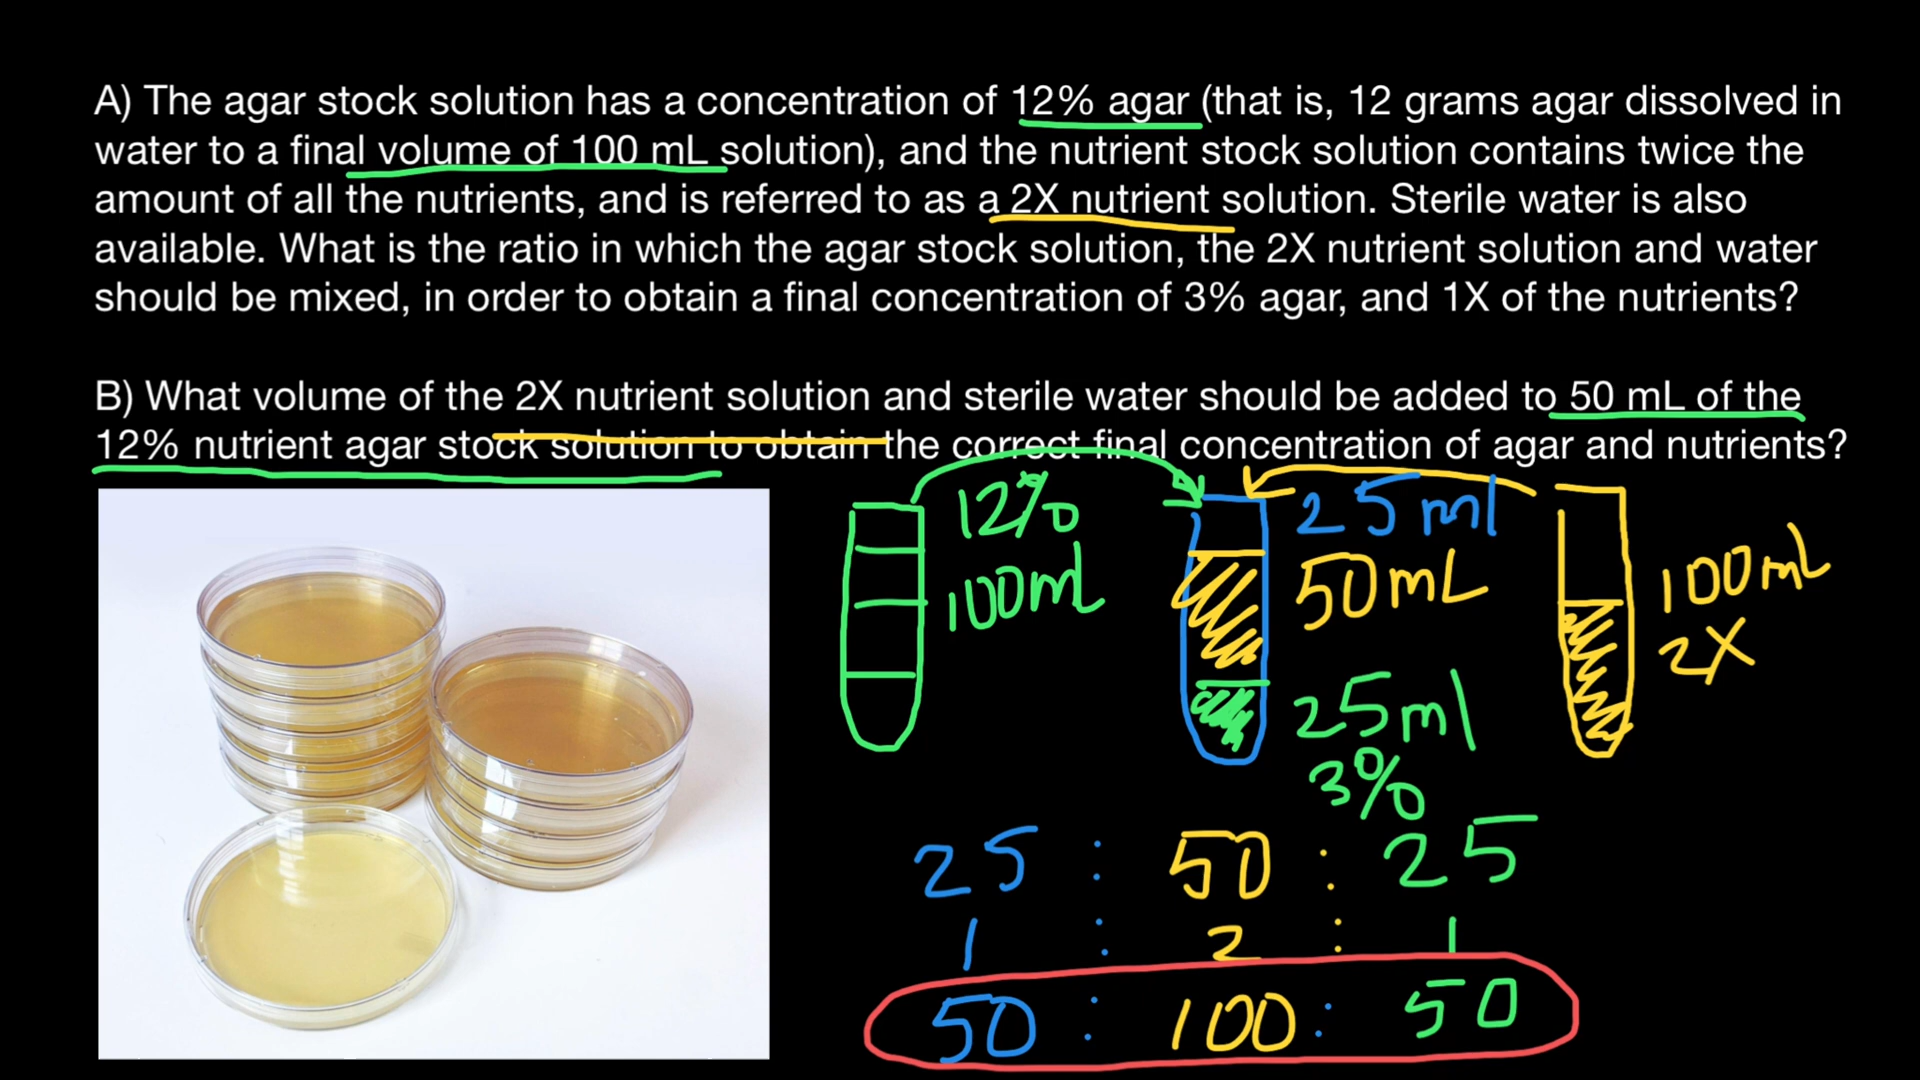 A) The agar stock solution has a concentration of 12% agar (that is, 12 grams agar dissolved in
water to a final volume of 100 mL solution), and the nutrient stock solution contains twice the
amount of all the nutrients, and is referred to as a 2X nutrient solution. Sterile water is also
available. What is the ratio in which the agar stock solution, the 2X nutrient solution and water
should be mixed, in order to obtain a final concentration of 3% agar, and 1X of the nutrients?
B) What volume of the 2X nutrient solution and sterile water should be added to 50 mL of the
12% nutrient agar stock solution to obtain the correct final concentration of agar and nutrients?
12%
100mL
25ml
50mL
25ml
3%
100mL
2X
25 : 50 : 25
1 : 2 : 1
50 : 100 : 50